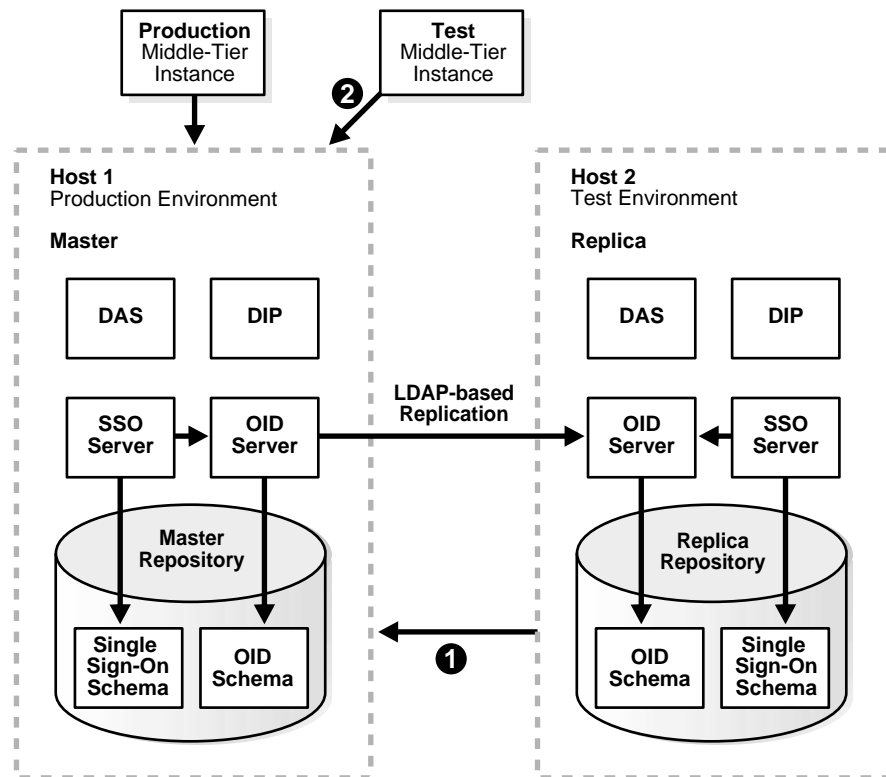 Production
Middle-Tier
Instance
Test
Middle-Tier
Instance
2
Host 1
Production Environment
Master
DAS
DIP
SSO
Server
OID
Server
Master
Repository
Single
Sign-On
Schema
OID
Schema
LDAP-based
Replication
1
Host 2
Test Environment
Replica
DAS
DIP
OID
Server
SSO
Server
Replica
Repository
OID
Schema
Single
Sign-On
Schema